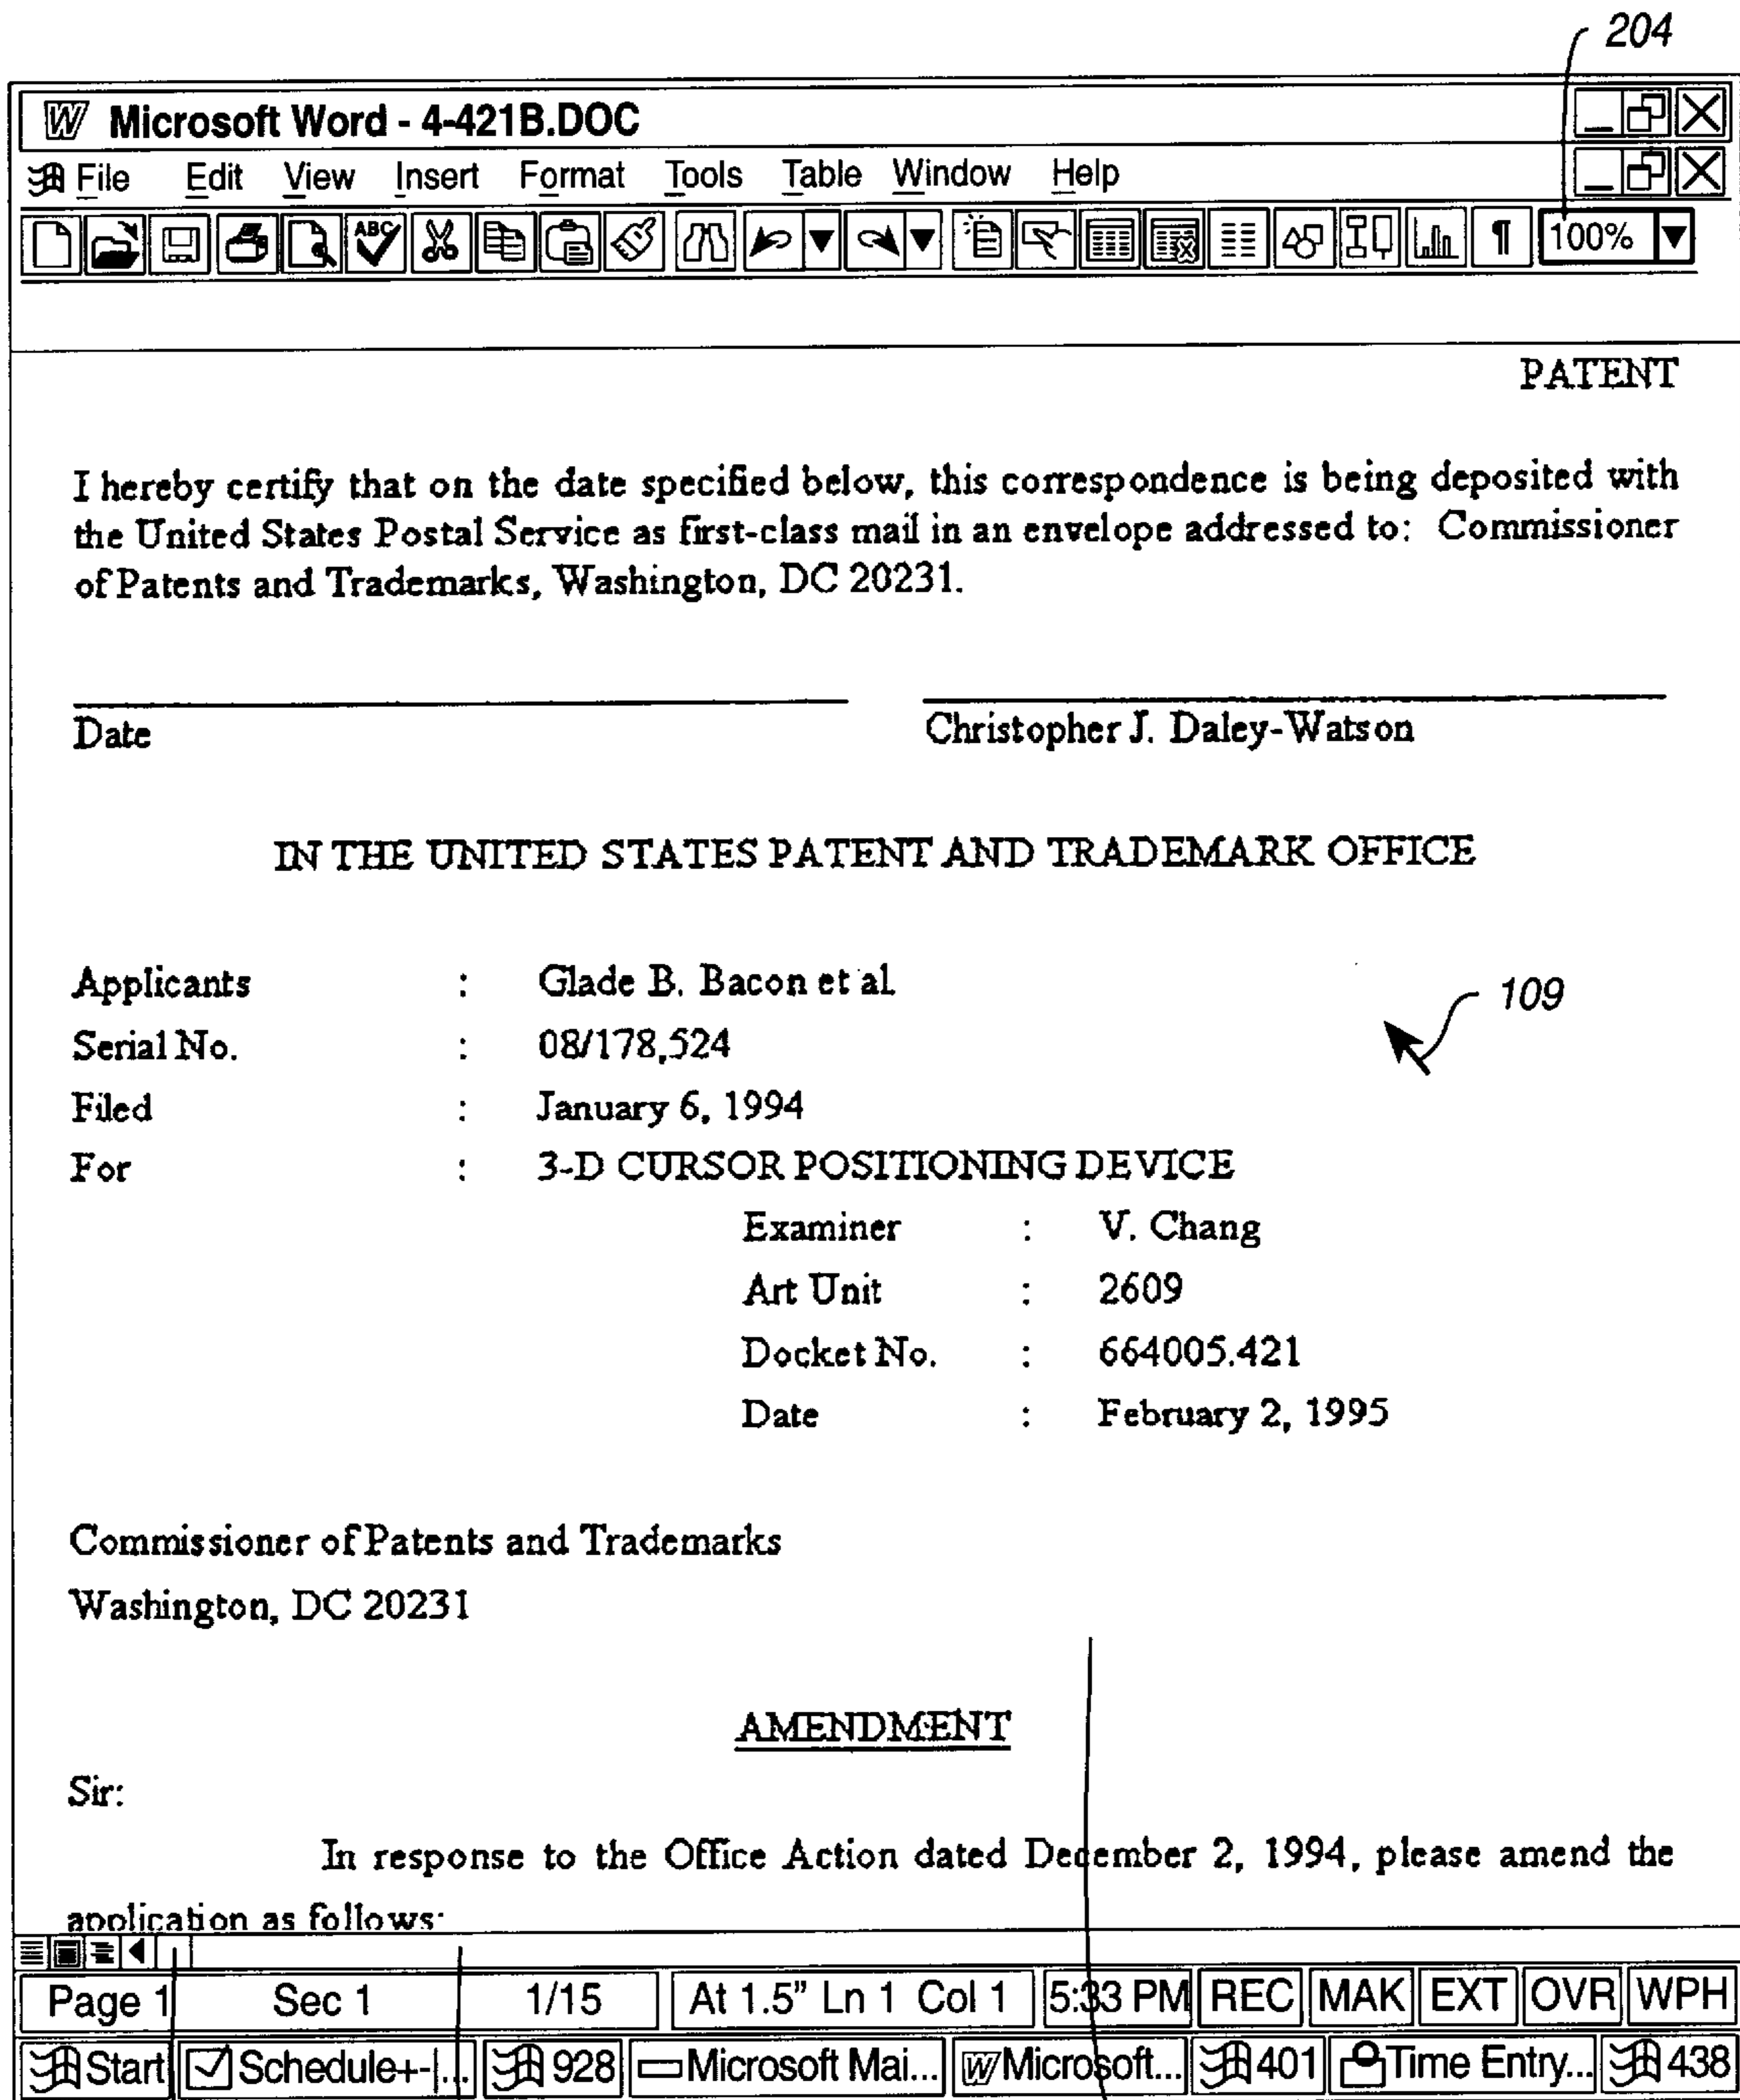 204
Microsoft Word - 4-421B.DOC
File Edit View Insert Format Tools Table Window Help
ABC ¶ 100%
PATENT
I hereby certify that on the date specified below, this correspondence is being deposited with
the United States Postal Service as first-class mail in an envelope addressed to: Commissioner
of Patents and Trademarks, Washington, DC 20231.
Date Christopher J. Daley-Watson
IN THE UNITED STATES PATENT AND TRADEMARK OFFICE
Applicants : Glade B. Bacon et al.
109
Serial No. : 08/178,524
Filed : January 6, 1994
For : 3-D CURSOR POSITIONING DEVICE
Examiner : V. Chang
Art Unit : 2609
Docket No. : 664005.421
Date : February 2, 1995
Commissioner of Patents and Trademarks
Washington, DC 20231
AMENDMENT
Sir:
In response to the Office Action dated December 2, 1994, please amend the
application as follows:
Page 1 Sec 1 1/15 At 1.5” Ln 1 Col 1 5:33 PM REC MAK EXT OVR WPH
Start Schedule+-|... 928 Microsoft Mai... Microsoft... 401 Time Entry... 438